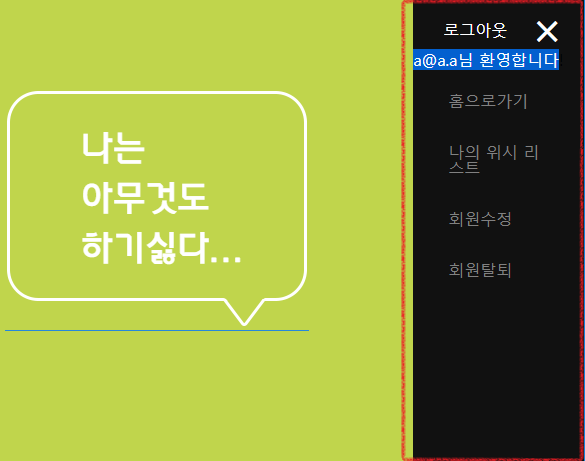 나는
아무것도
하기싫다...
로그아웃 ×
a@a.a님 환영합니다
홈으로가기
나의 위시 리
스트
회원수정
회원탈퇴